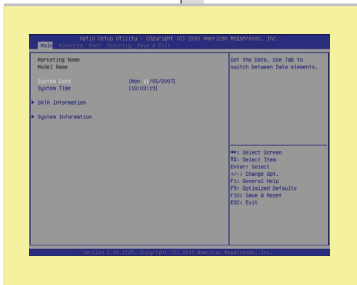 Aptio Setup Utility - Copyright (C) 2010 American Megatrends, Inc.
Main Advanced Boot Security Save & Exit
Marketing Name
Model Name
System Date [Mon /05/2007]
System Time [10:03:19]
SATA Information
System Information
Set the Date. Use Tab to
switch between Data elements.
: Select Screen
: Select Item
Enter: Select
+/-: Change Opt.
F1: General Help
F9: Optimized Defaults
F10: Save & Reset
ESC: Exit
Version Copyright (C) 2010 American Megatrends, Inc.